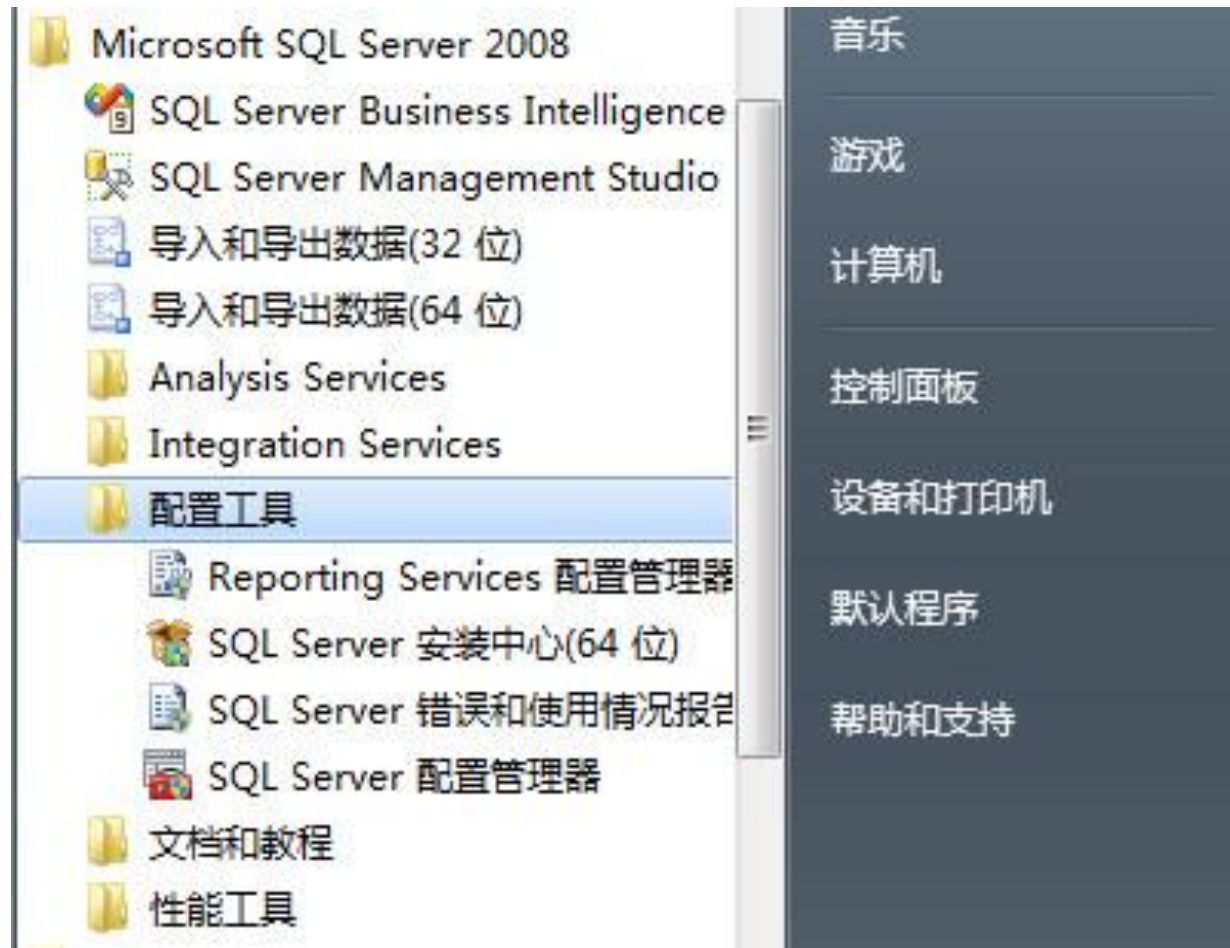 Microsoft SQL Server 2008
SQL Server Business Intelligence
SQL Server Management Studio
导入和导出数据(32 位)
导入和导出数据(64 位)
Analysis Services
Integration Services
配置工具
Reporting Services 配置管理器
SQL Server 安装中心(64 位)
SQL Server 错误和使用情况报告
SQL Server 配置管理器
文档和教程
性能工具
音乐
游戏
计算机
控制面板
设备和打印机
默认程序
帮助和支持